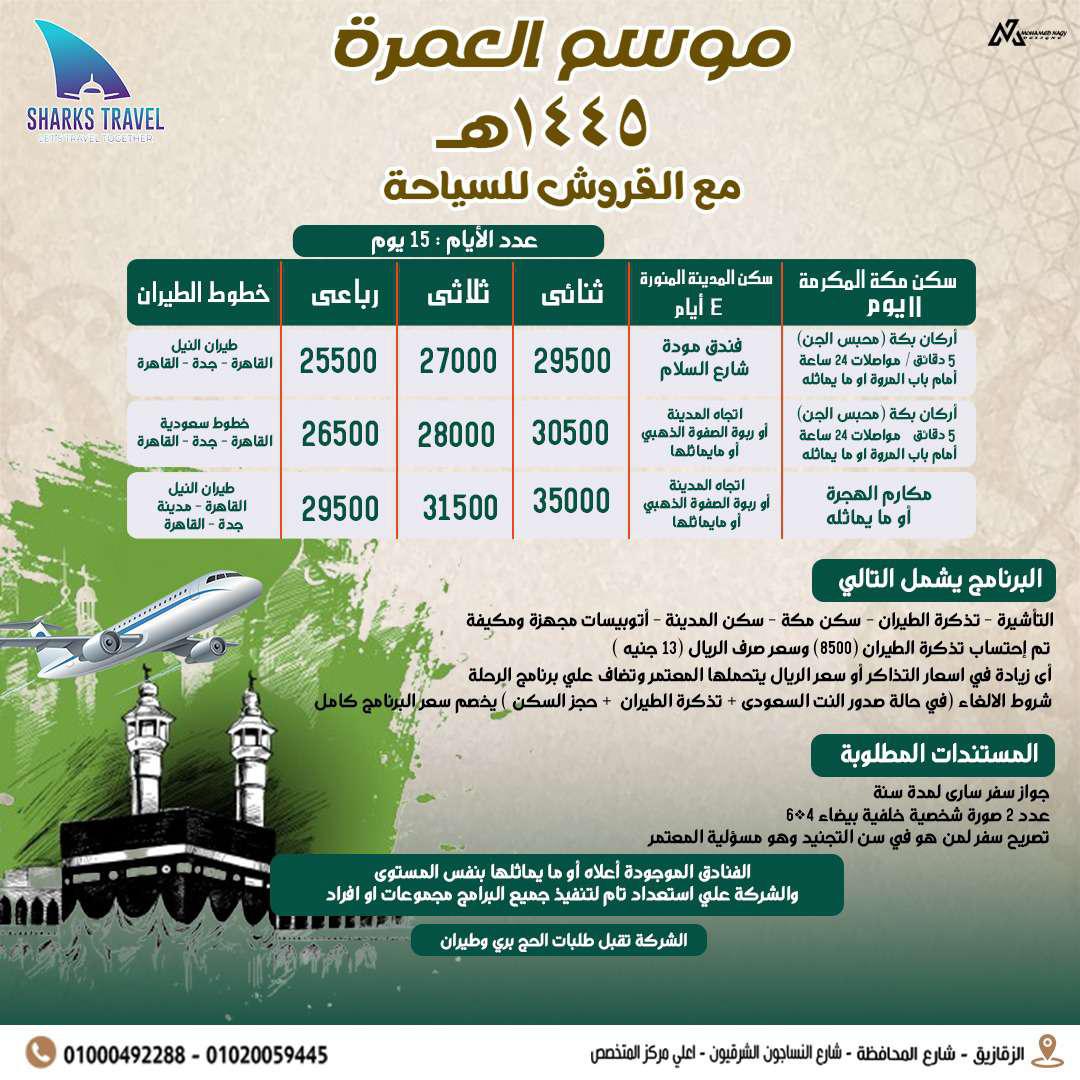 SHARKS TRAVEL
LET'S TRAVEL TOGETHER
MOHAMED NAGY
DESIGNS
موسم العمرة
١٤٤٥هـ
مع القروش للسياحة
عدد الأيام : 15 يوم
سكن مكة المكرمة
١١ يوم
سكن المدينة المنورة
E أيام
ثنائى
ثلاثى
رباعى
خطوط الطيران
أركان بكة (محبس الجن)
5 دقائق / مواصلات 24 ساعة
أمام باب المروة او ما يماثله
فندق مودة
شارع السلام
29500
27000
25500
طيران النيل
القاهرة - جدة - القاهرة
أركان بكة (محبس الجن)
5 دقائق مواصلات 24 ساعة
أمام باب المروة او ما يماثله
اتجاه المدينة
أو ربوة الصفوة الذهبي
أو مايماثلها
30500
28000
26500
خطوط سعودية
القاهرة - جدة - القاهرة
مكارم الهجرة
أو ما يماثله
اتجاه المدينة
أو ربوة الصفوة الذهبي
أو مايماثلها
35000
31500
29500
طيران النيل
القاهرة - مدينة
جدة - القاهرة
البرنامج يشمل التالي
التأشيرة - تذكرة الطيران - سكن مكة - سكن المدينة - أتوبيسات مجهزة ومكيفة
تم إحتساب تذكرة الطيران (8500) وسعر صرف الريال (13 جنيه )
أى زيادة في اسعار التذاكر أو سعر الريال يتحملها المعتمر وتضاف علي برنامج الرحلة
شروط الالغاء (في حالة صدور النت السعودى + تذكرة الطيران + حجز السكن ) يخصم سعر البرنامج كامل
المستندات المطلوبة
جواز سفر سارى لمدة سنة
عدد 2 صورة شخصية خلفية بيضاء 4*6
تصريح سفر لمن هو في سن التجنيد وهو مسؤلية المعتمر
الفنادق الموجودة أعلاه أو ما يماثلها بنفس المستوى
والشركة علي استعداد تام لتنفيذ جميع البرامج مجموعات او افراد
الشركة تقبل طلبات الحج بري وطيران
الزقازيق - شارع المحافظة - شارع النساجون الشرقيون - اعلي مركز المتخصص
01000492288 - 01020059445